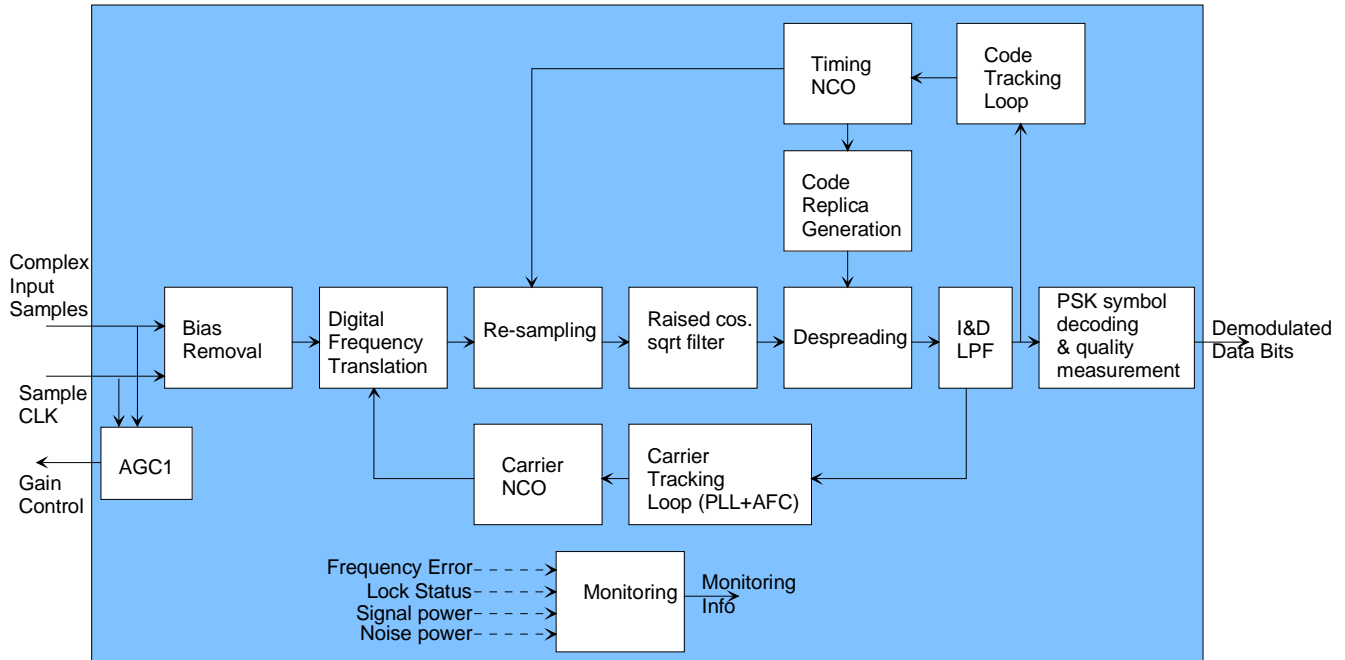 Timing
NCO
Code
Tracking
Loop
Code
Replica
Generation
Complex
Input
Samples
Bias
Removal
Digital
Frequency
Translation
Re-sampling
Raised cos.
sqrt filter
Despreading
I&D
LPF
PSK symbol
decoding
& quality
measurement
Demodulated
Data Bits
Sample
CLK
AGC1
Gain
Control
Carrier
NCO
Carrier
Tracking
Loop (PLL+AFC)
Frequency Error
Lock Status
Signal power
Noise power
Monitoring
Monitoring
Info